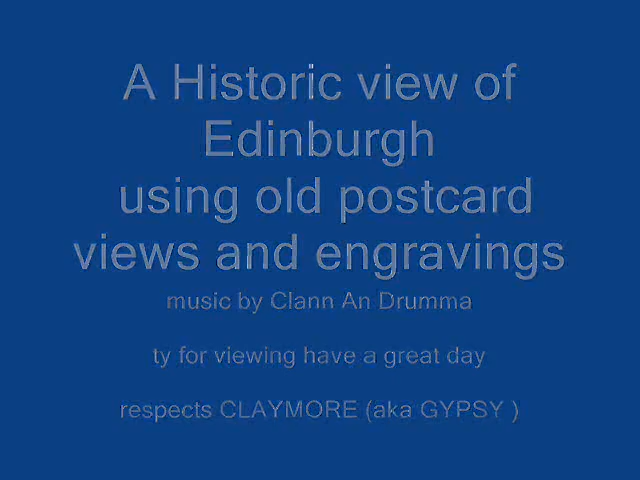 A Historic view of
Edinburgh
using old postcard
views and engravings
music by Clann An Drumma
ty for viewing have a great day
respects CLAYMORE (aka GYPSY )